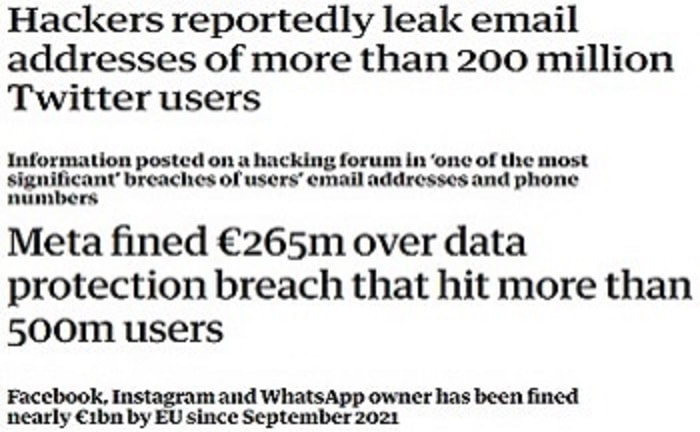 Hackers reportedly leak email
addresses of more than 200 million
Twitter users
Information posted on a hacking forum in ‘one of the most
significant’ breaches of users’ email addresses and phone
numbers
Meta fined €265m over data
protection breach that hit more than
500m users
Facebook, Instagram and WhatsApp owner has been fined
nearly €1bn by EU since September 2021